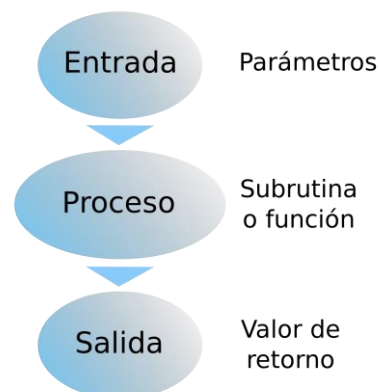 Entrada
Parámetros
Proceso
Subrutina
o función
Salida
Valor de
retorno